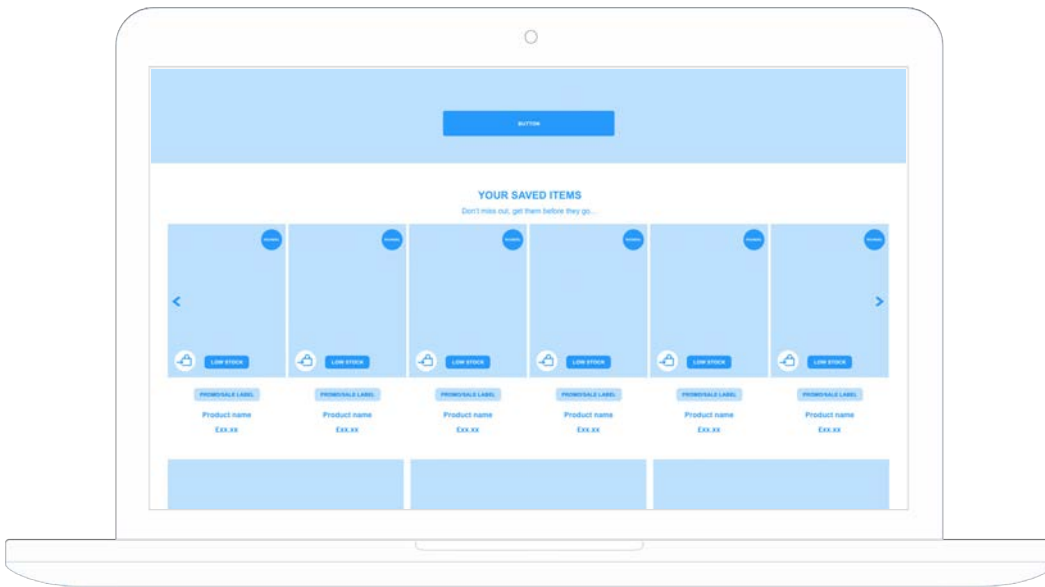 BUTTON
YOUR SAVED ITEMS
Don't miss out, get them before they go...
LOW STOCK LOW STOCK LOW STOCK LOW STOCK LOW STOCK LOW STOCK
PROMO/SALE LABEL PROMO/SALE LABEL PROMO/SALE LABEL PROMO/SALE LABEL PROMO/SALE LABEL PROMO/SALE LABEL
Product name Product name Product name Product name Product name Product name
£xx.xx £xx.xx £xx.xx £xx.xx £xx.xx £xx.xx